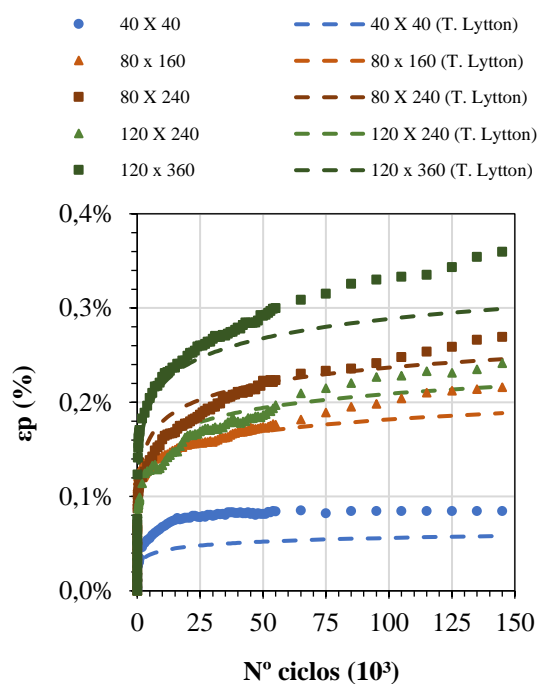 40 X 40 40 X 40 (T. Lytton)
80 x 160 80 x 160 (T. Lytton)
80 X 240 80 X 240 (T. Lytton)
120 X 240 120 X 240 (T. Lytton)
120 x 360 120 x 360 (T. Lytton)
0,4%
0,3%
0,2%
0,1%
0,0%
εp (%)
0 25 50 75 100 125 150
Nº ciclos (10³)